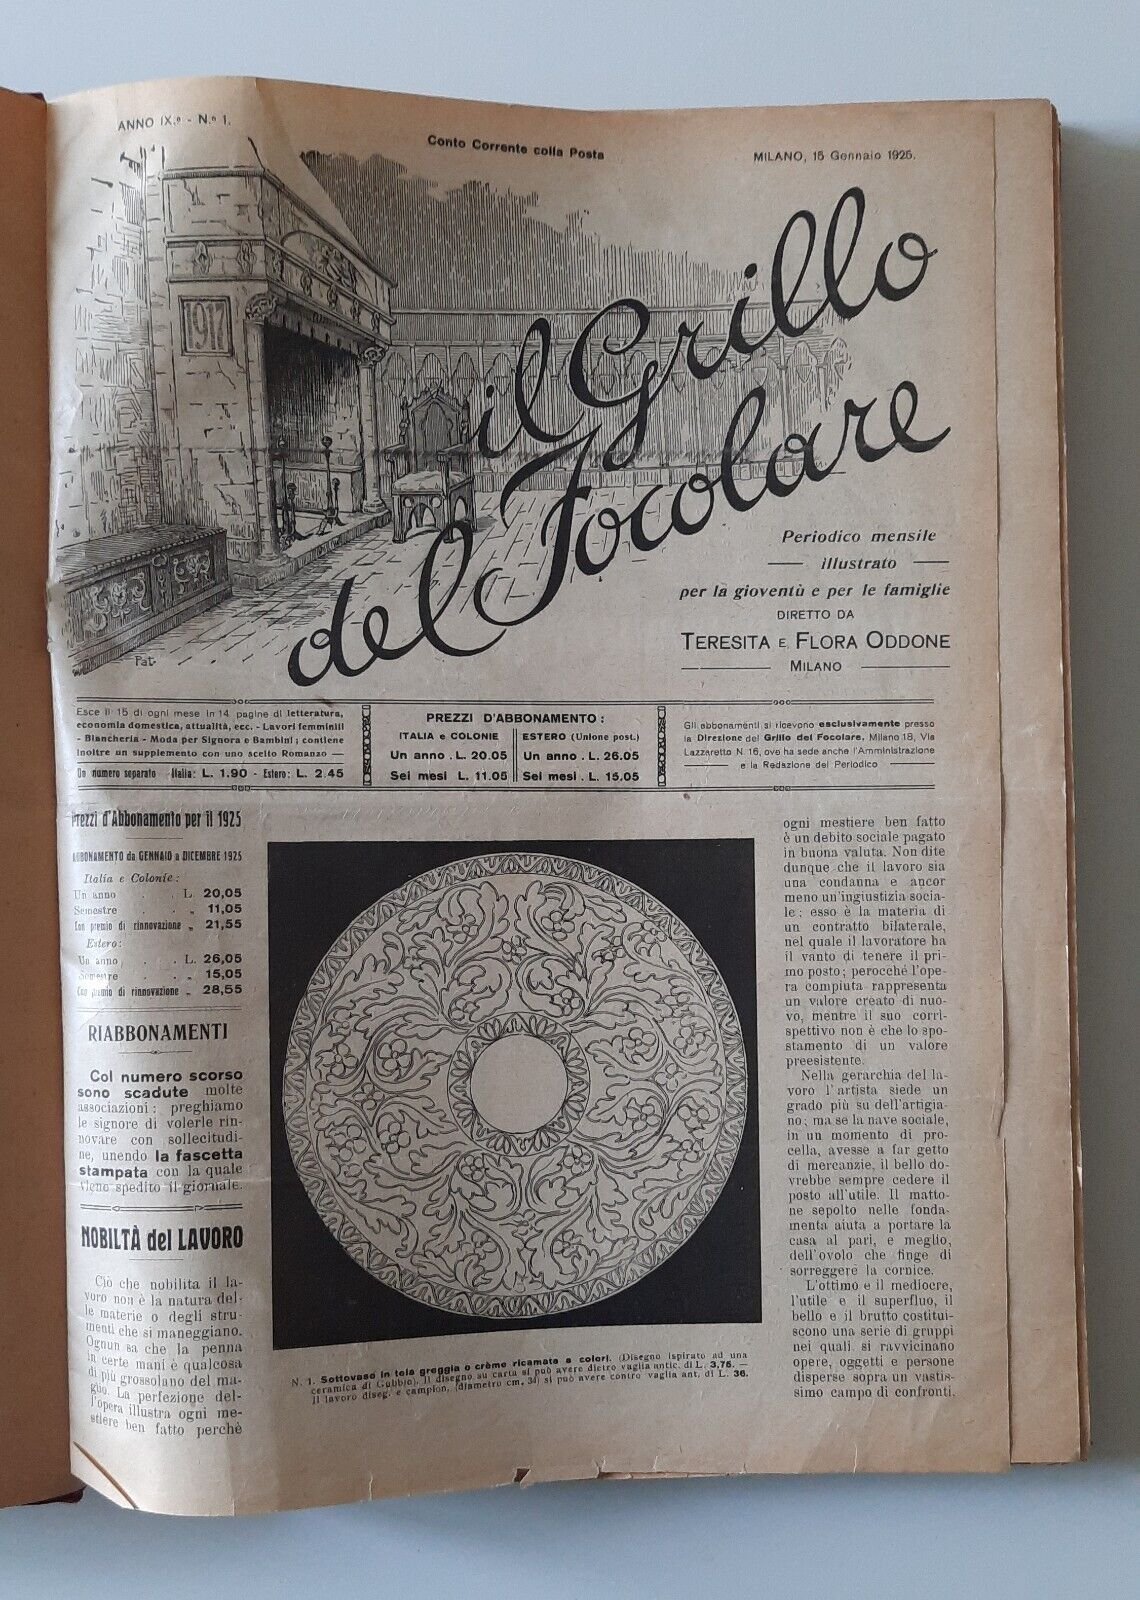 ANNO IX.º - N.º 1.
Conto Corrente colla Posta
MILANO, 15 Gennaio 1925.
1917
il Grillo
del Focolare
Pat.
Periodico mensile
illustrato
per la gioventù e per le famiglie
DIRETTO DA
TERESITA E FLORA ODDONE
MILANO
Esce il 15 di ogni mese in 14 pagine di letteratura,
economia domestica, attualità, ecc. - Lavori femminili
- Biancheria - Moda per Signora e Bambini; contiene
inoltre un supplemento con uno scelto Romanzo
Un numero separato - Italia: L. 1.90 - Estero: L. 2.45
PREZZI D'ABBONAMENTO:
ITALIA e COLONIE
Un anno . L. 20.05
Sei mesi L. 11.05
ESTERO (Unione post.)
Un anno . L. 26.05
Sei mesi L. 15.05
Gli abbonamenti si ricevono esclusivamente presso
la Direzione del Grillo del Focolare, Milano 18, Via
Lazzaretto N. 16, ove ha sede anche l'Amministrazione
e la Redazione del Periodico
Prezzi d'Abbonamento per il 1925
ABBONAMENTO da GENNAIO a DICEMBRE 1925
Italia e Colonie:
Un anno . L. 20,05
Semestre . . „ 11,05
Con premio di rinnovazione „ 21,55
Estero:
Un anno . . L. 26,05
Semestre . . „ 15,05
Con premio di rinnovazione „ 28,55
RIABBONAMENTI
Col numero scorso
sono scadute molte
associazioni: preghiamo
le signore di volerle rin-
novare con sollecitudi-
ne, unendo la fascetta
stampata con la quale
viene spedito il giornale.
NOBILTÀ del LAVORO
Ciò che nobilita il la-
voro non è la natura del-
le materie o degli stru-
menti che si maneggiano.
Ognun sa che la penna
in certe mani è qualcosa
di più grossolano del ma-
glio. La perfezione del-
l'opera illustra ogni me-
stiere ben fatto perchè
N. 1. Sottovaso in tela greggia o crême ricamata a colori. (Disegno ispirato ad una
ceramica di Gubbio). Il disegno su carta si può avere dietro vaglia antic. di L. 3,75. —
Il lavoro diseg. e campion. (diametro cm. 34) si può avere contro vaglia ant. di L. 36.
ogni mestiere ben fatto
è un debito sociale pagato
in buona valuta. Non dite
dunque che il lavoro sia
una condanna e ancor
meno un'ingiustizia socia-
le; esso è la materia di
un contratto bilaterale,
nel quale il lavoratore ha
il vanto di tenere il pri-
mo posto; perocchè l'ope-
ra compiuta rappresenta
un valore creato di nuo-
vo, mentre il suo corri-
spettivo non è che lo spo-
stamento di un valore
preesistente.
Nella gerarchia del la-
voro l'artista siede un
grado più su dell'artigia-
no; ma se la nave sociale,
in un momento di pro-
cella, avesse a far getto
di mercanzie, il bello do-
vrebbe sempre cedere il
posto all'utile. Il matto-
ne sepolto nelle fonda-
menta aiuta a portare la
casa al pari, e meglio,
dell'ovolo che finge di
sorreggere la cornice.
L'ottimo e il mediocre,
l'utile e il superfluo, il
bello e il brutto costitui-
scono una serie di gruppi
nei quali si ravvicinano
opere, oggetti e persone
disperse sopra un vastis-
simo campo di confronti.